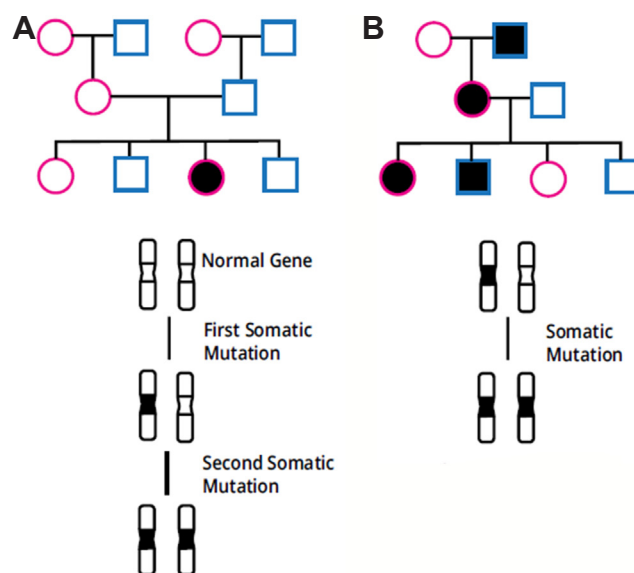 A
B
Normal Gene
First Somatic
Mutation
Somatic
Mutation
Second Somatic
Mutation